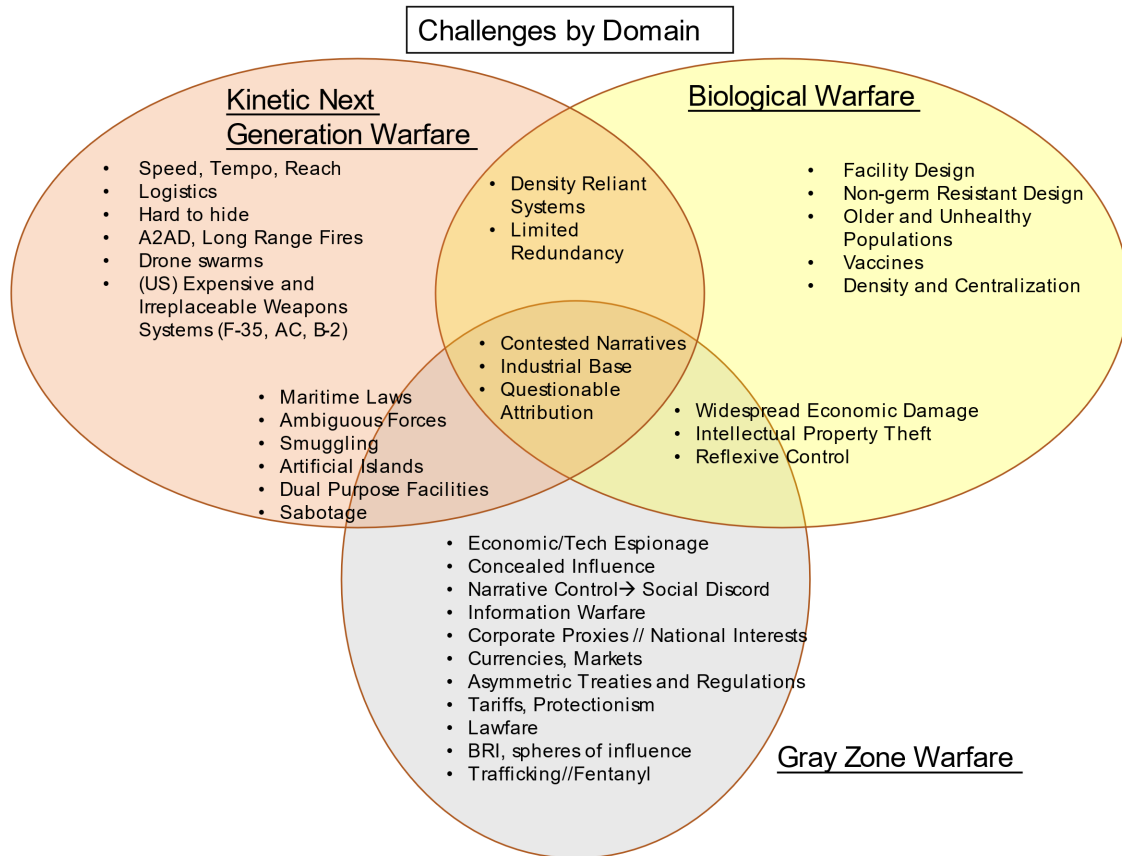 Challenges by Domain
Kinetic Next
Generation Warfare
• Speed, Tempo, Reach
• Logistics
• Hard to hide
• A2AD, Long Range Fires
• Drone swarms
• (US) Expensive and
Irreplaceable Weapons
Systems (F-35, AC, B-2)
Biological Warfare
• Facility Design
• Non-germ Resistant Design
• Older and Unhealthy
Populations
• Vaccines
• Density and Centralization
• Density Reliant
Systems
• Limited
Redundancy
• Contested Narratives
• Industrial Base
• Questionable
Attribution
• Maritime Laws
• Ambiguous Forces
• Smuggling
• Artificial Islands
• Dual Purpose Facilities
• Sabotage
• Widespread Economic Damage
• Intellectual Property Theft
• Reflexive Control
• Economic/Tech Espionage
• Concealed Influence
• Narrative Control→ Social Discord
• Information Warfare
• Corporate Proxies // National Interests
• Currencies, Markets
• Asymmetric Treaties and Regulations
• Tariffs, Protectionism
• Lawfare
• BRI, spheres of influence
• Trafficking//Fentanyl
Gray Zone Warfare